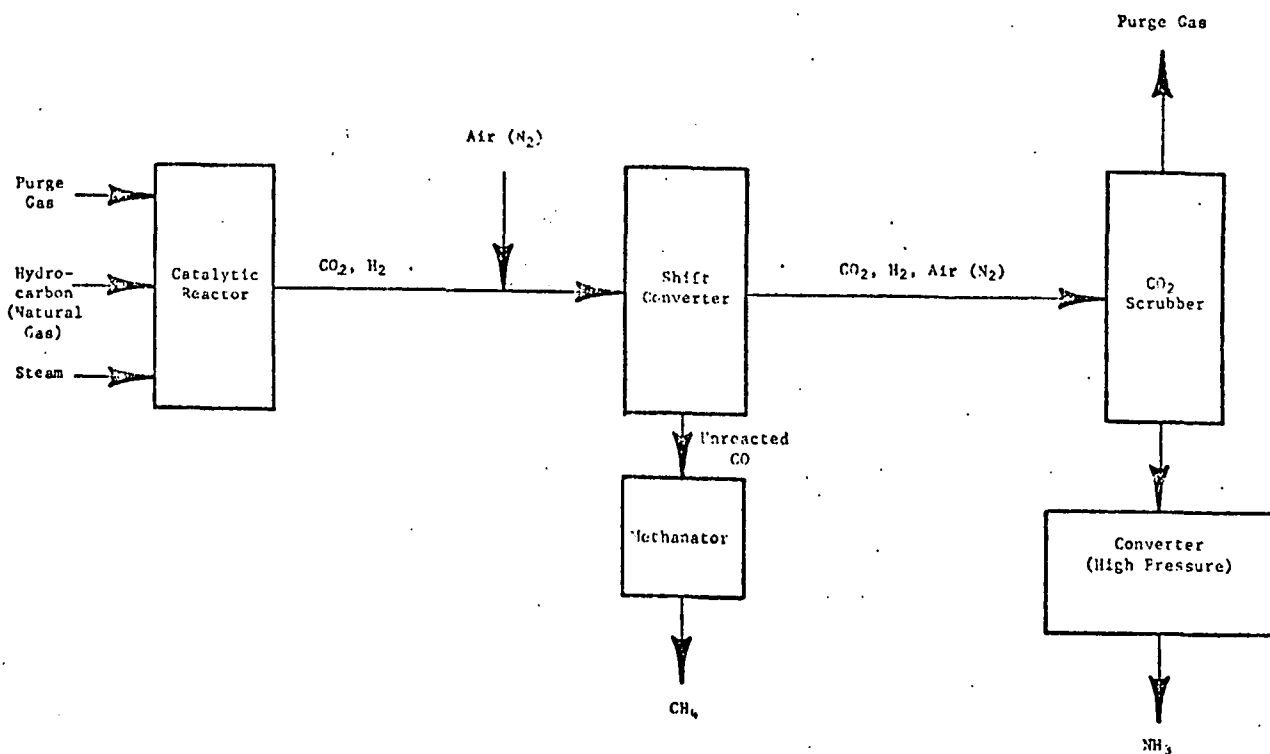 Purge Gas
Air (N₂)
Purge
Gas
Hydro-
carbon
(Natural
Gas)
Steam
Catalytic
Reactor
CO₂, H₂
Shift
Converter
CO₂, H₂, Air (N₂)
CO₂
Scrubber
Unreacted
CO
Methanator
Converter
(High Pressure)
CH₄
NH₃